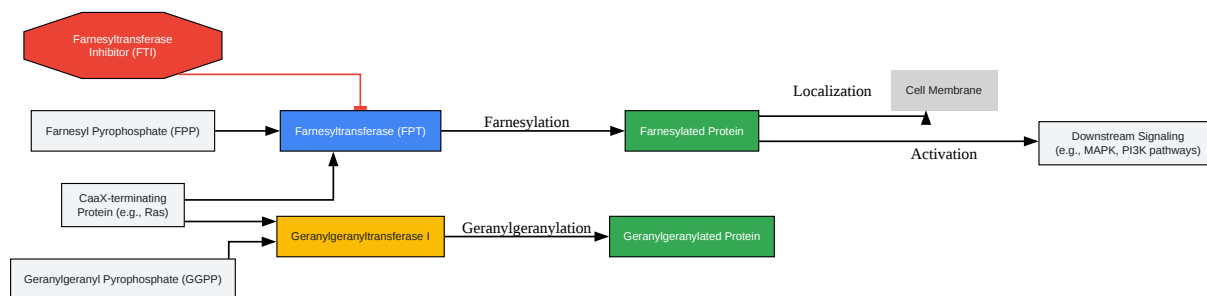 Farnesyltransferase
Inhibitor (FTI)
Localization
Cell Membrane
Farnesyl Pyrophosphate (FPP)
Farnesyltransferase (FPT)
Farnesylation
Farnesylated Protein
Activation
Downstream Signaling
(e.g., MAPK, PI3K pathways)
CaaX-terminating
Protein (e.g., Ras)
Geranylgeranyltransferase I
Geranylgeranylation
Geranylgeranylated Protein
Geranylgeranyl Pyrophosphate (GGPP)